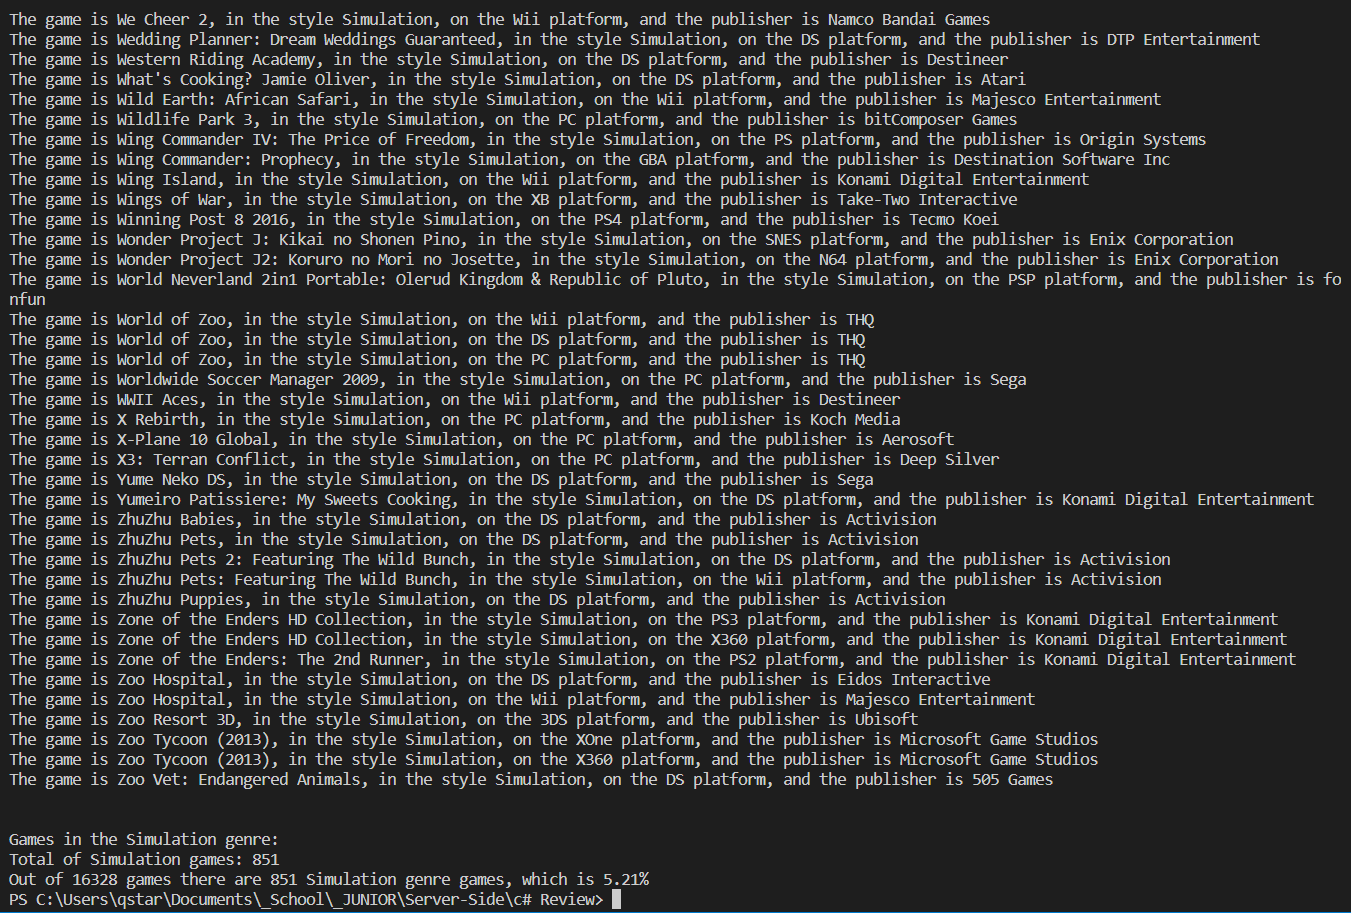 The game is We Cheer 2, in the style Simulation, on the Wii platform, and the publisher is Namco Bandai Games
The game is Wedding Planner: Dream Weddings Guaranteed, in the style Simulation, on the DS platform, and the publisher is DTP Entertainment
The game is Western Riding Academy, in the style Simulation, on the DS platform, and the publisher is Destineer
The game is What's Cooking? Jamie Oliver, in the style Simulation, on the DS platform, and the publisher is Atari
The game is Wild Earth: African Safari, in the style Simulation, on the Wii platform, and the publisher is Majesco Entertainment
The game is Wildlife Park 3, in the style Simulation, on the PC platform, and the publisher is bitComposer Games
The game is Wing Commander IV: The Price of Freedom, in the style Simulation, on the PS platform, and the publisher is Origin Systems
The game is Wing Commander: Prophecy, in the style Simulation, on the GBA platform, and the publisher is Destination Software Inc
The game is Wing Island, in the style Simulation, on the Wii platform, and the publisher is Konami Digital Entertainment
The game is Wings of War, in the style Simulation, on the XB platform, and the publisher is Take-Two Interactive
The game is Winning Post 8 2016, in the style Simulation, on the PS4 platform, and the publisher is Tecmo Koei
The game is Wonder Project J: Kikai no Shonen Pino, in the style Simulation, on the SNES platform, and the publisher is Enix Corporation
The game is Wonder Project J2: Koruro no Mori no Josette, in the style Simulation, on the N64 platform, and the publisher is Enix Corporation
The game is World Neverland 2in1 Portable: Olerud Kingdom & Republic of Pluto, in the style Simulation, on the PSP platform, and the publisher is fo
nfun
The game is World of Zoo, in the style Simulation, on the Wii platform, and the publisher is THQ
The game is World of Zoo, in the style Simulation, on the DS platform, and the publisher is THQ
The game is World of Zoo, in the style Simulation, on the PC platform, and the publisher is THQ
The game is Worldwide Soccer Manager 2009, in the style Simulation, on the PC platform, and the publisher is Sega
The game is WWII Aces, in the style Simulation, on the Wii platform, and the publisher is Destineer
The game is X Rebirth, in the style Simulation, on the PC platform, and the publisher is Koch Media
The game is X-Plane 10 Global, in the style Simulation, on the PC platform, and the publisher is Aerosoft
The game is X3: Terran Conflict, in the style Simulation, on the PC platform, and the publisher is Deep Silver
The game is Yume Neko DS, in the style Simulation, on the DS platform, and the publisher is Sega
The game is Yumeiro Patissiere: My Sweets Cooking, in the style Simulation, on the DS platform, and the publisher is Konami Digital Entertainment
The game is ZhuZhu Babies, in the style Simulation, on the DS platform, and the publisher is Activision
The game is ZhuZhu Pets, in the style Simulation, on the DS platform, and the publisher is Activision
The game is ZhuZhu Pets 2: Featuring The Wild Bunch, in the style Simulation, on the DS platform, and the publisher is Activision
The game is ZhuZhu Pets: Featuring The Wild Bunch, in the style Simulation, on the Wii platform, and the publisher is Activision
The game is ZhuZhu Puppies, in the style Simulation, on the DS platform, and the publisher is Activision
The game is Zone of the Enders HD Collection, in the style Simulation, on the PS3 platform, and the publisher is Konami Digital Entertainment
The game is Zone of the Enders HD Collection, in the style Simulation, on the X360 platform, and the publisher is Konami Digital Entertainment
The game is Zone of the Enders: The 2nd Runner, in the style Simulation, on the PS2 platform, and the publisher is Konami Digital Entertainment
The game is Zoo Hospital, in the style Simulation, on the DS platform, and the publisher is Eidos Interactive
The game is Zoo Hospital, in the style Simulation, on the Wii platform, and the publisher is Majesco Entertainment
The game is Zoo Resort 3D, in the style Simulation, on the 3DS platform, and the publisher is Ubisoft
The game is Zoo Tycoon (2013), in the style Simulation, on the XOne platform, and the publisher is Microsoft Game Studios
The game is Zoo Tycoon (2013), in the style Simulation, on the X360 platform, and the publisher is Microsoft Game Studios
The game is Zoo Vet: Endangered Animals, in the style Simulation, on the DS platform, and the publisher is 505 Games
Games in the Simulation genre:
Total of Simulation games: 851
Out of 16328 games there are 851 Simulation genre games, which is 5.21%
PS C:\Users\qstar\Documents\_School\_JUNIOR\Server-Side\c# Review>